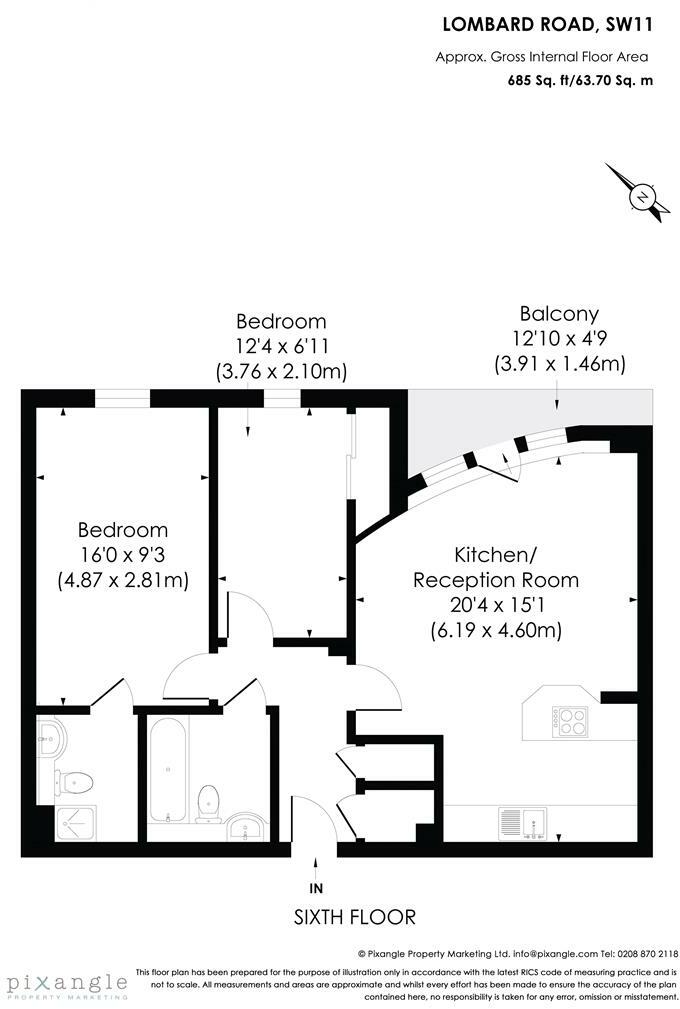 LOMBARD ROAD, SW11
Approx. Gross Internal Floor Area
685 Sq. ft/63.70 Sq. m
N
Bedroom
12'4 x 6'11
(3.76 x 2.10m)
Balcony
12'10 x 4'9
(3.91 x 1.46m)
Bedroom
16'0 x 9'3
(4.87 x 2.81m)
Kitchen/
Reception Room
20'4 x 15'1
(6.19 x 4.60m)
IN
SIXTH FLOOR
© Pixangle Property Marketing Ltd. info@pixangle.com Tel: 0208 870 2118
pixangle
PROPERTY MARKETING
This floor plan has been prepared for the purpose of illustration only in accordance with the latest RICS code of measuring practice and is
not to scale. All measurements and areas are approximate and whilst every effort has been made to ensure the accuracy of the plan
contained here, no responsibility is taken for any error, omission or misstatement.